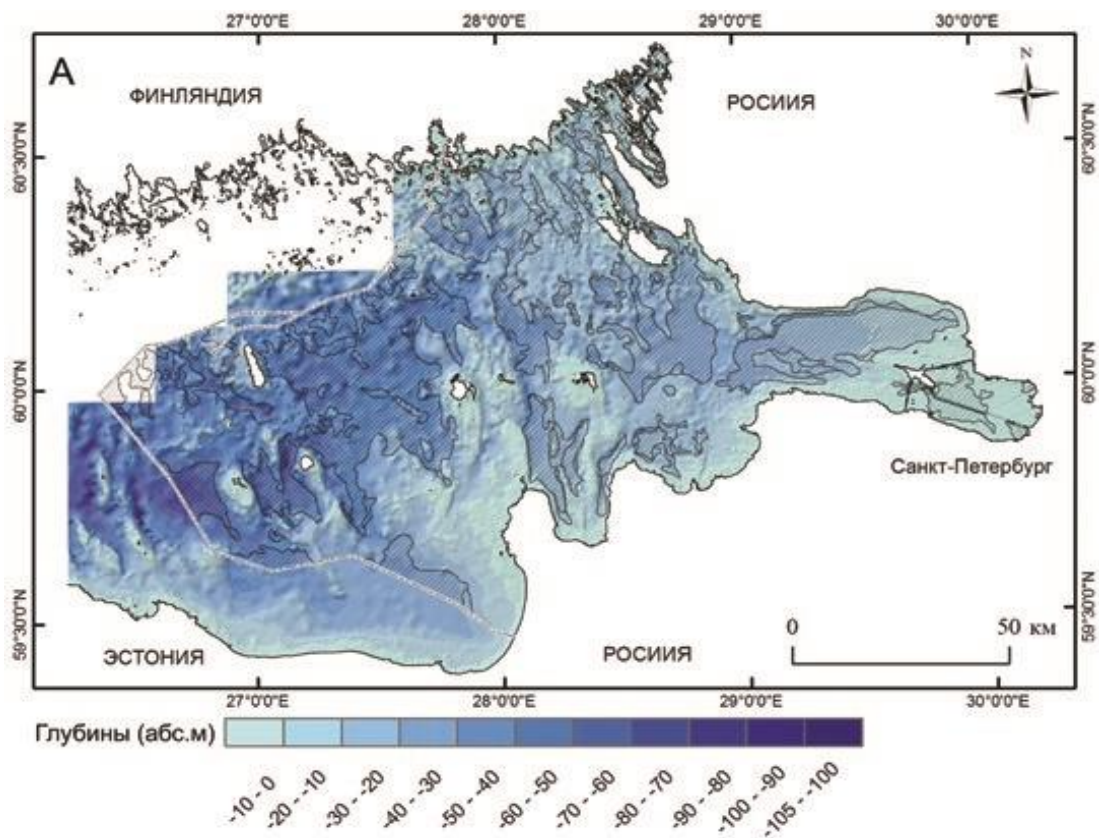 27°0'0"E 28°0'0"E 29°0'0"E 30°0'0"E
A
N
ФИНЛЯНДИЯ
РОСИИЯ
60°30'0"N
60°30'0"N
60°0'0"N
60°0'0"N
Санкт-Петербург
59°30'0"N
59°30'0"N
0 50 км
ЭСТОНИЯ
РОСИИЯ
27°0'0"E 28°0'0"E 29°0'0"E 30°0'0"E
Глубины (абс.м)
-10 - 0
-20 - -10
-30 - -20
-40 - -30
-50 - -40
-60 - -50
-70 - -60
-80 - -70
-90 - -80
-100 - -90
-105 - -100